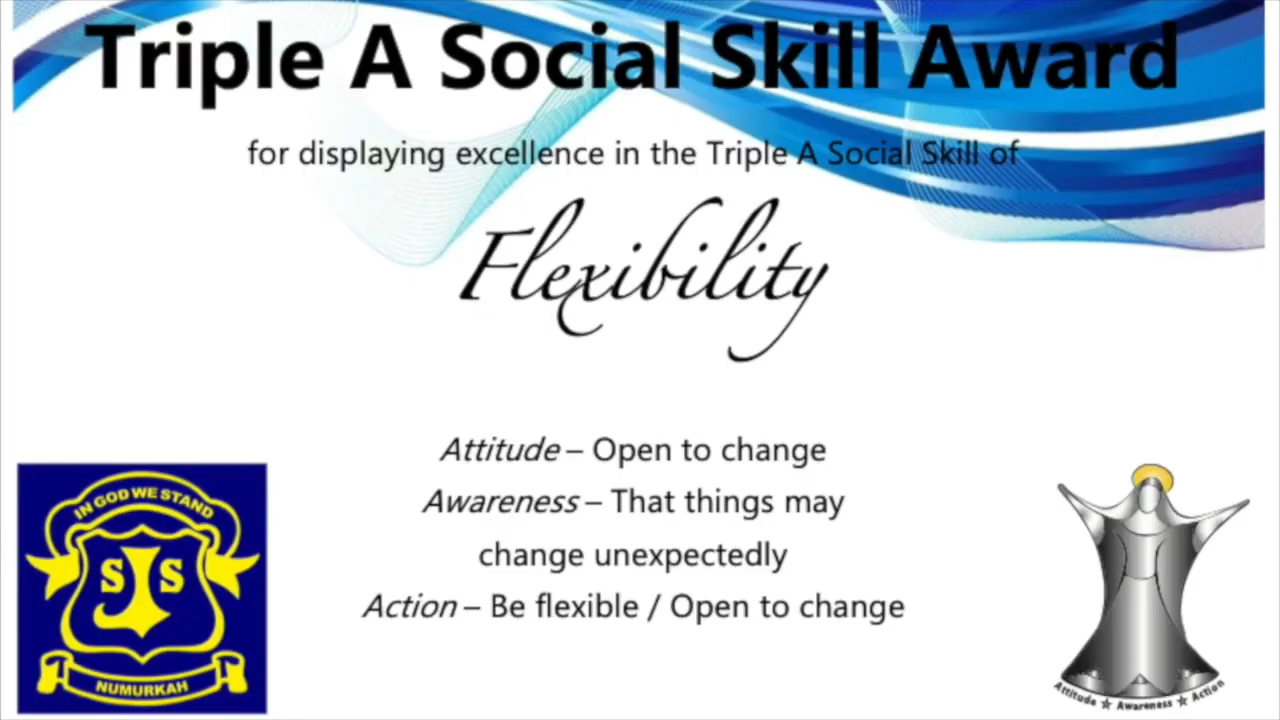 Triple A Social Skill Award
for displaying excellence in the Triple A Social Skill of
Flexibility
Attitude – Open to change
Awareness – That things may
change unexpectedly
Action – Be flexible / Open to change
IN GOD WE STAND
S J S
NUMURKAH
Attitude ☆ Awareness ☆ Action